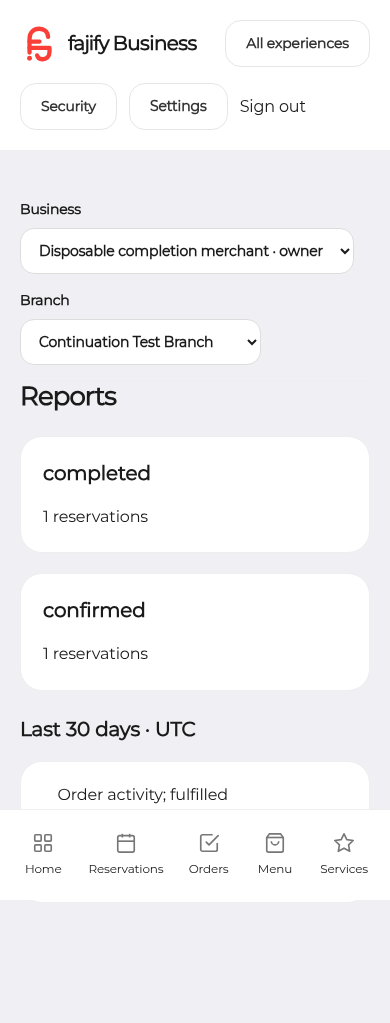 fajify Business
All experiences
Security
Settings
Sign out
Business
Disposable completion merchant · owner
Branch
Continuation Test Branch
Reports
completed
1 reservations
confirmed
1 reservations
Last 30 days · UTC
Order activity; fulfilled
Home
Reservations
Orders
Menu
Services